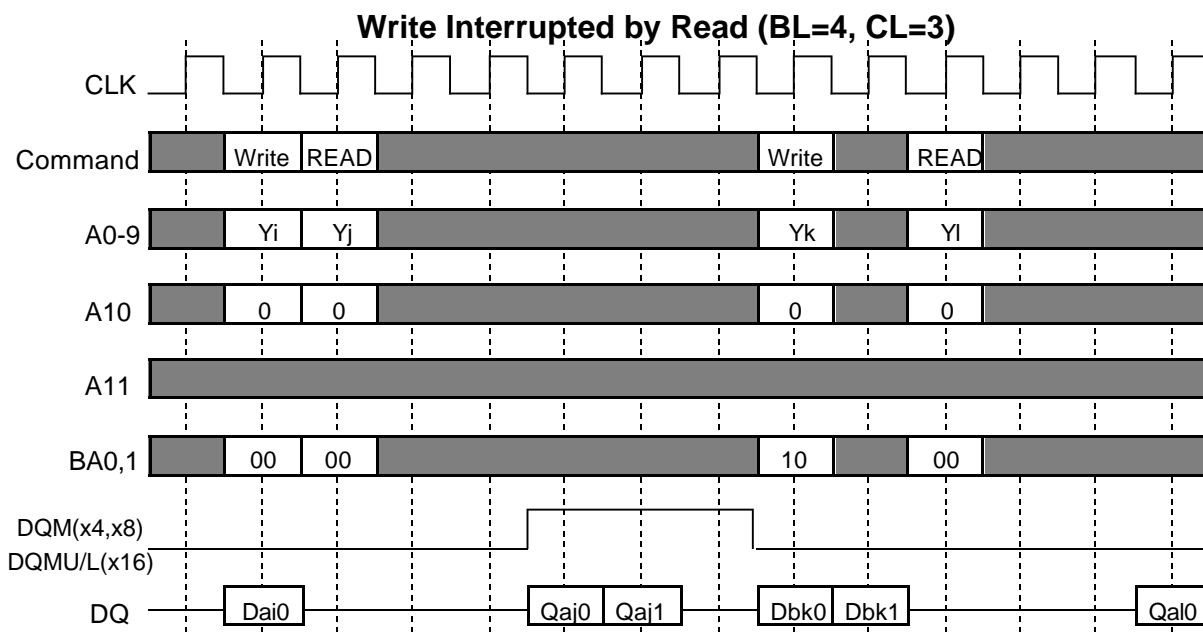 Write Interrupted by Read (BL=4, CL=3)
CLK
Command Write READ Write READ
A0-9 Yi Yj Yk Yl
A10 0 0 0 0
A11
BA0,1 00 00 10 00
DQM(x4,x8)
DQMU/L(x16)
DQ Dai0 Qaj0 Qaj1 Dbk0 Dbk1 Qal0